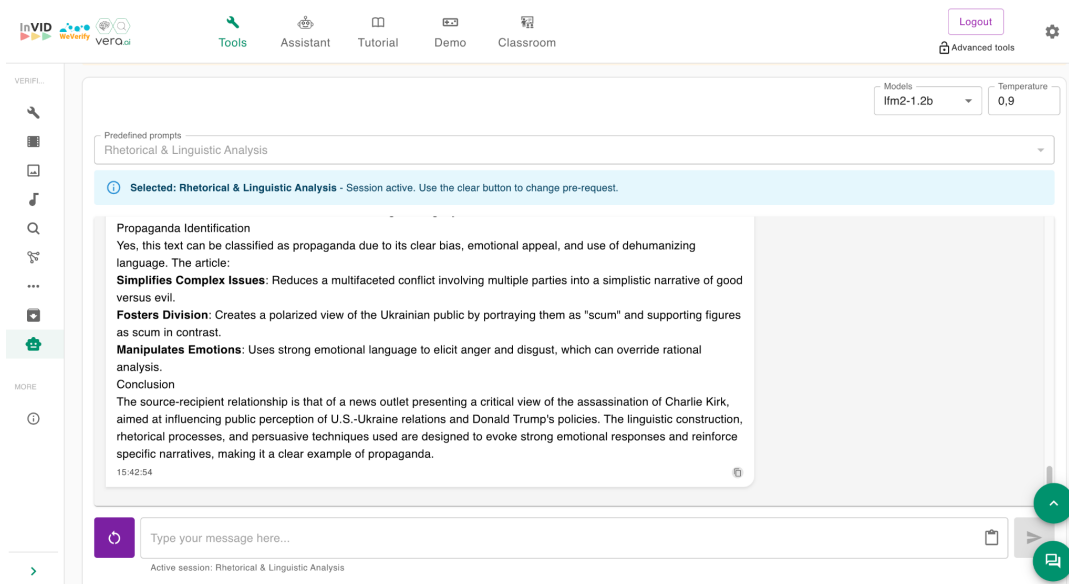 InVID
WeVerify
vera.ai
Tools
Assistant
Tutorial
Demo
Classroom
Logout
Advanced tools
VERIFI...
MORE
Models
lfm2-1.2b
Temperature
0,9
Predefined prompts
Rhetorical & Linguistic Analysis
Selected: Rhetorical & Linguistic Analysis - Session active. Use the clear button to change pre-request.
Propaganda Identification
Yes, this text can be classified as propaganda due to its clear bias, emotional appeal, and use of dehumanizing
language. The article:
Simplifies Complex Issues: Reduces a multifaceted conflict involving multiple parties into a simplistic narrative of good
versus evil.
Fosters Division: Creates a polarized view of the Ukrainian public by portraying them as "scum" and supporting figures
as scum in contrast.
Manipulates Emotions: Uses strong emotional language to elicit anger and disgust, which can override rational
analysis.
Conclusion
The source-recipient relationship is that of a news outlet presenting a critical view of the assassination of Charlie Kirk,
aimed at influencing public perception of U.S.-Ukraine relations and Donald Trump's policies. The linguistic construction,
rhetorical processes, and persuasive techniques used are designed to evoke strong emotional responses and reinforce
specific narratives, making it a clear example of propaganda.
15:42:54
Type your message here...
Active session: Rhetorical & Linguistic Analysis